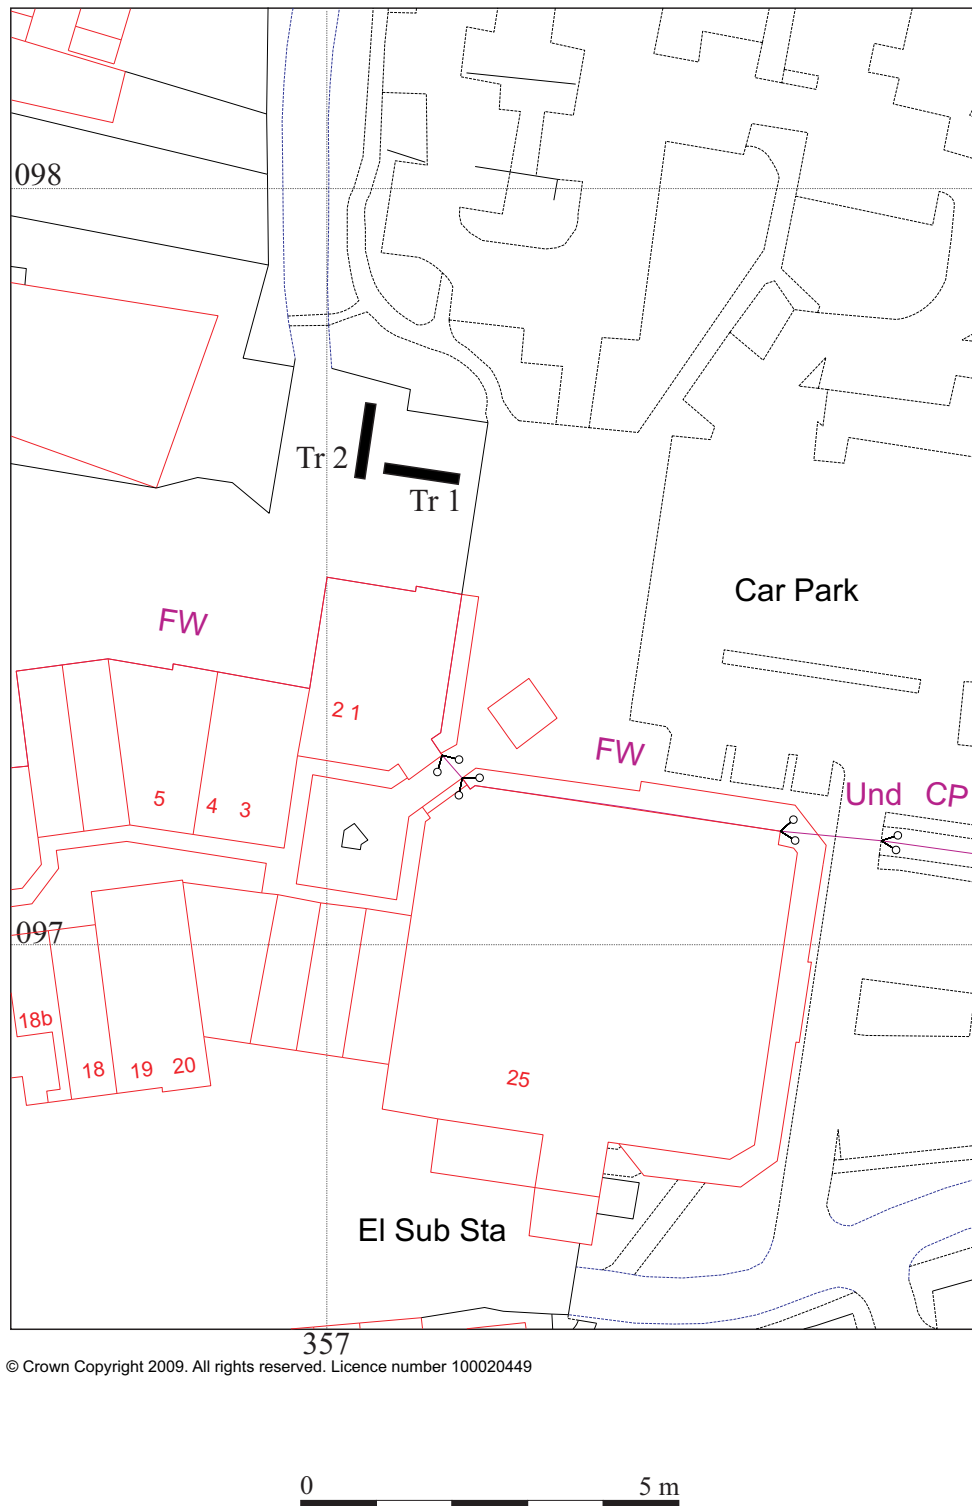 098
Tr 2
Tr 1
Car Park
FW
2 1
FW
5
4
3
Und CP
097
18b
18
19
20
25
El Sub Sta
357
© Crown Copyright 2009. All rights reserved. Licence number 100020449
0
5 m